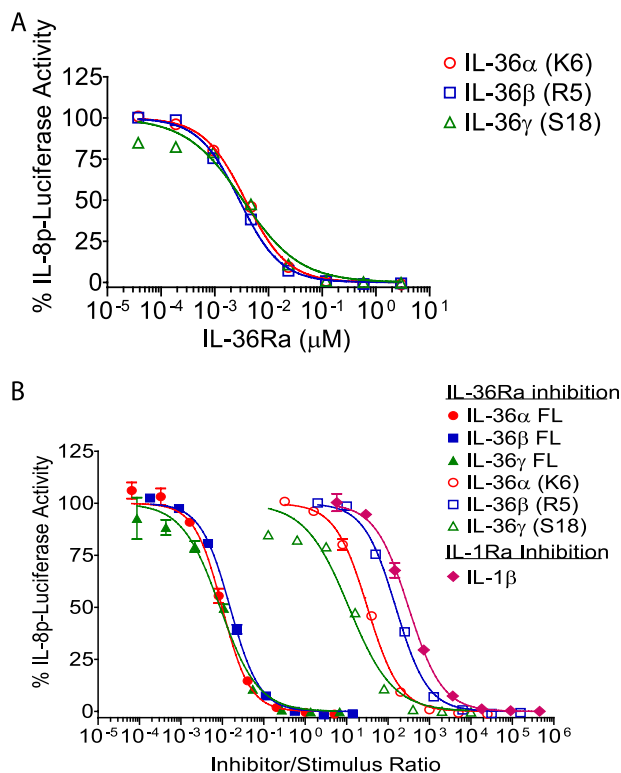 A
IL-36α (K6)
IL-36β (R5)
IL-36γ (S18)
% IL-8p-Luciferase Activity
125
100
75
50
25
0
10⁻⁵ 10⁻⁴ 10⁻³ 10⁻² 10⁻¹ 10⁰ 10¹
IL-36Ra (μM)
B
IL-36Ra inhibition
IL-36α FL
IL-36β FL
IL-36γ FL
IL-36α (K6)
IL-36β (R5)
IL-36γ (S18)
IL-1Ra Inhibition
IL-1β
% IL-8p-Luciferase Activity
125
100
75
50
25
0
10⁻⁵ 10⁻⁴ 10⁻³ 10⁻² 10⁻¹ 10⁰ 10¹ 10² 10³ 10⁴ 10⁵ 10⁶
Inhibitor/Stimulus Ratio